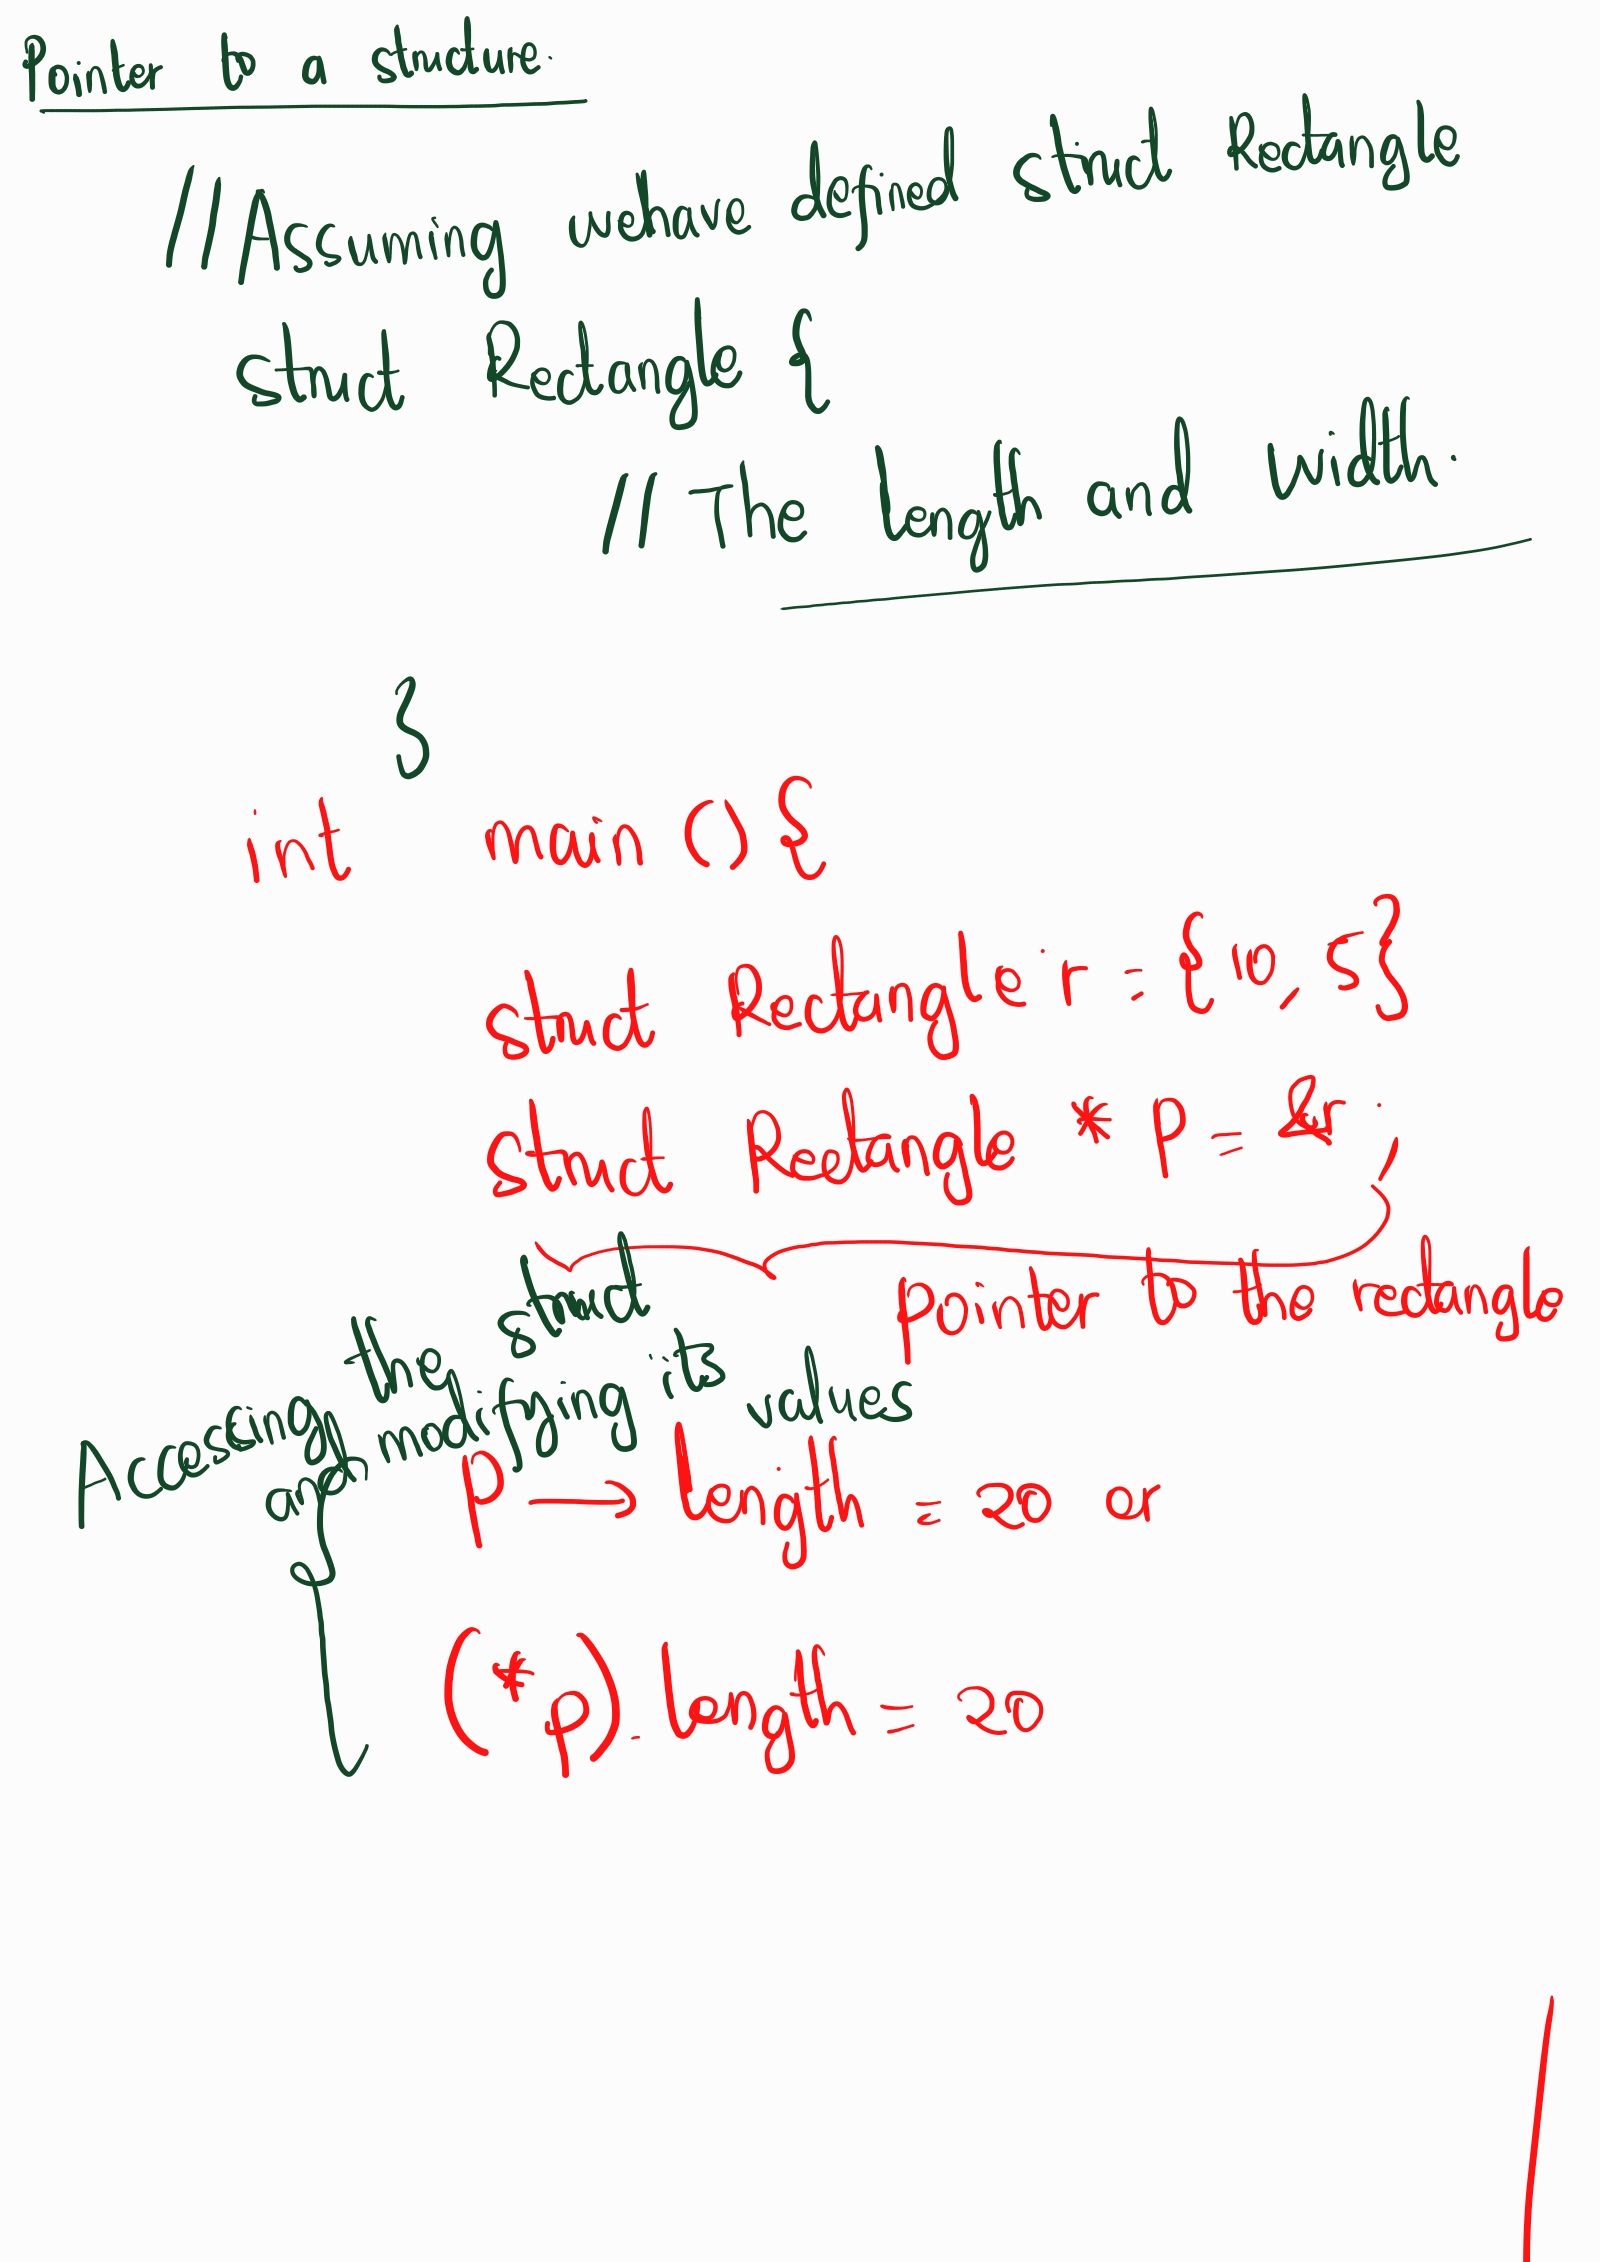 Pointer to a structure.
//Assuming wehave defined struct Rectangle
struct Rectangle {
// The length and width.
}
int main () {
struct Rectangle r = {10, 5}
struct Rectangle * p = &r ;
pointer to the rectangle
Accessing the struct
and modifying its values
p → length = 20 or
(*p).length = 20